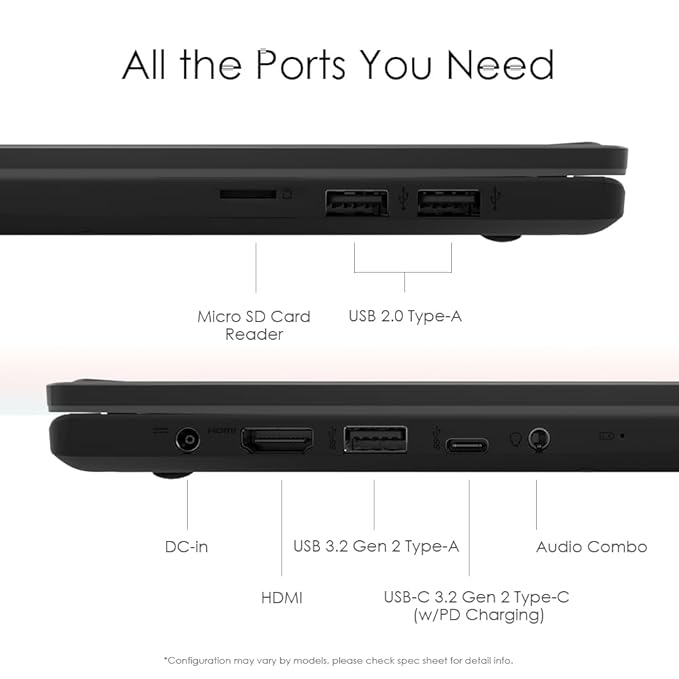 All the Ports You Need
Micro SD Card
Reader
USB 2.0 Type-A
HDMI
DC-in
USB 3.2 Gen 2 Type-A
Audio Combo
HDMI
USB-C 3.2 Gen 2 Type-C
(w/PD Charging)
*Configuration may vary by models, please check spec sheet for detail info.